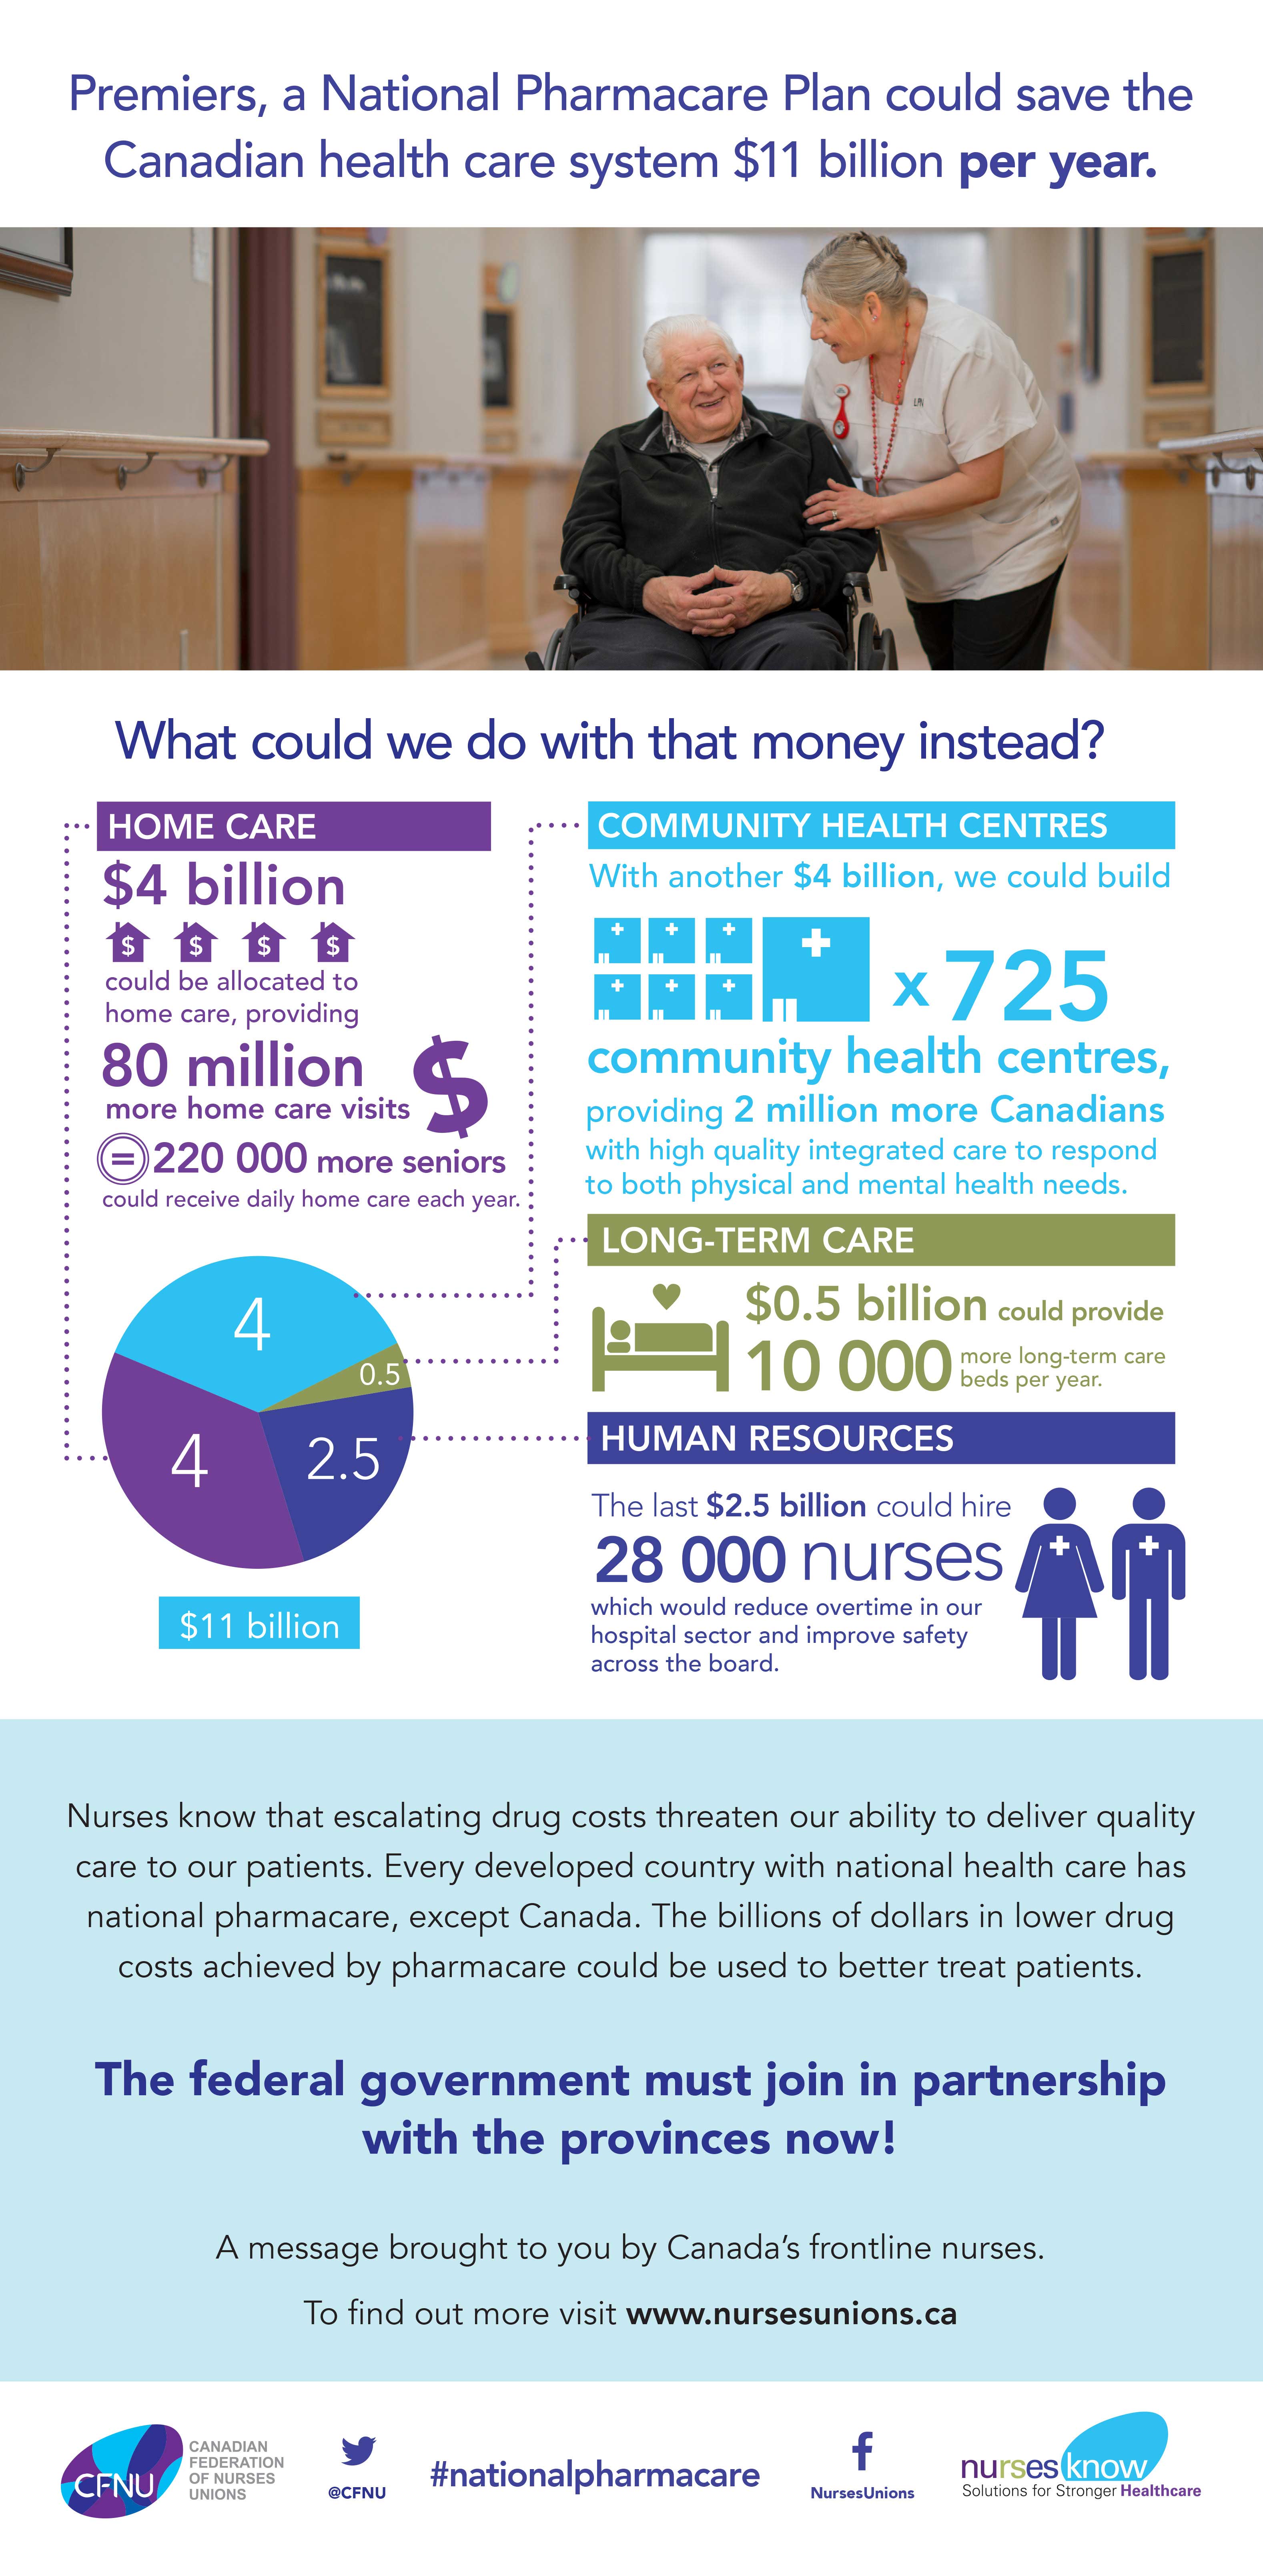 Premiers, a National Pharmacare Plan could save the
Canadian health care system $11 billion per year.
LPN
What could we do with that money instead?
HOME CARE
$4 billion
$ $ $ $
could be allocated to
home care, providing
80 million
more home care visits
$
= 220 000 more seniors
could receive daily home care each year.
COMMUNITY HEALTH CENTRES
With another $4 billion, we could build
x 725
community health centres,
providing 2 million more Canadians
with high quality integrated care to respond
to both physical and mental health needs.
LONG-TERM CARE
$0.5 billion could provide
10 000 more long-term care
beds per year.
HUMAN RESOURCES
The last $2.5 billion could hire
28 000 nurses
which would reduce overtime in our
hospital sector and improve safety
across the board.
4
0.5
4
2.5
$11 billion
Nurses know that escalating drug costs threaten our ability to deliver quality
care to our patients. Every developed country with national health care has
national pharmacare, except Canada. The billions of dollars in lower drug
costs achieved by pharmacare could be used to better treat patients.
The federal government must join in partnership
with the provinces now!
A message brought to you by Canada's frontline nurses.
To find out more visit www.nursesunions.ca
CFNU
CANADIAN
FEDERATION
OF NURSES
UNIONS
@CFNU
#nationalpharmacare
NursesUnions
nurses know
Solutions for Stronger Healthcare